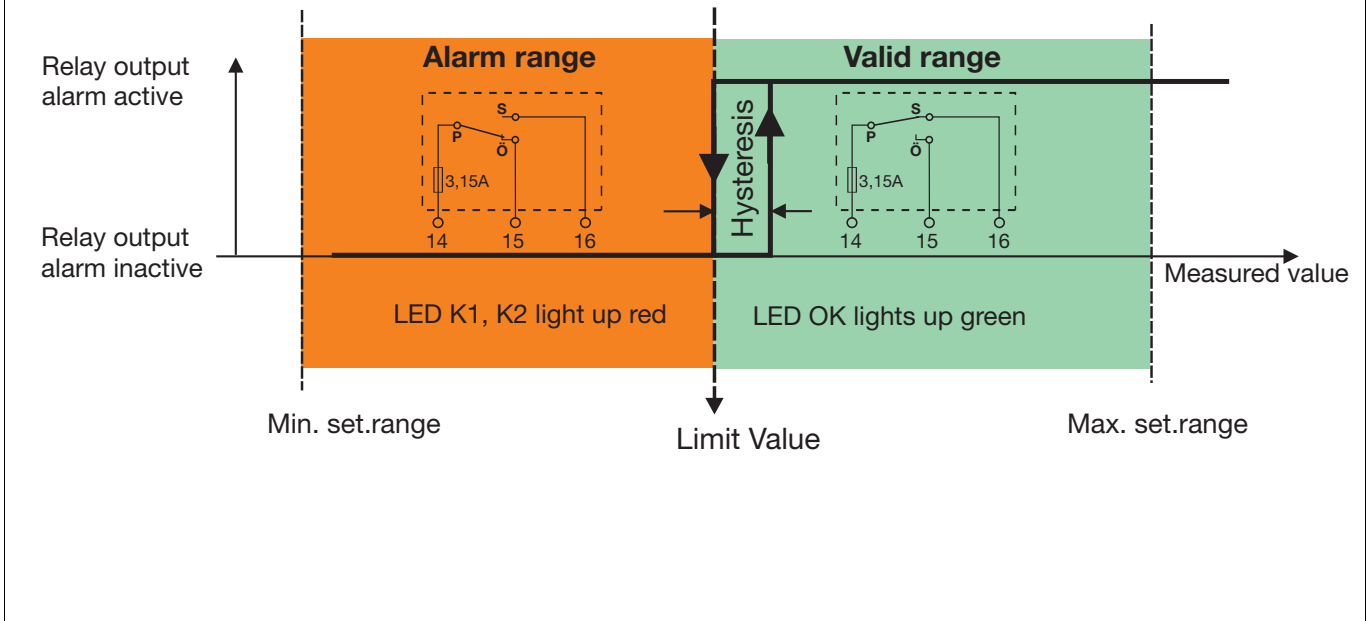 Relay output
alarm active
Alarm range
Valid range
S
P
Ö
3,15A
14 15 16
Hysteresis
S
P
Ö
3,15A
14 15 16
Relay output
alarm inactive
Measured value
LED K1, K2 light up red
LED OK lights up green
Min. set.range
Limit Value
Max. set.range